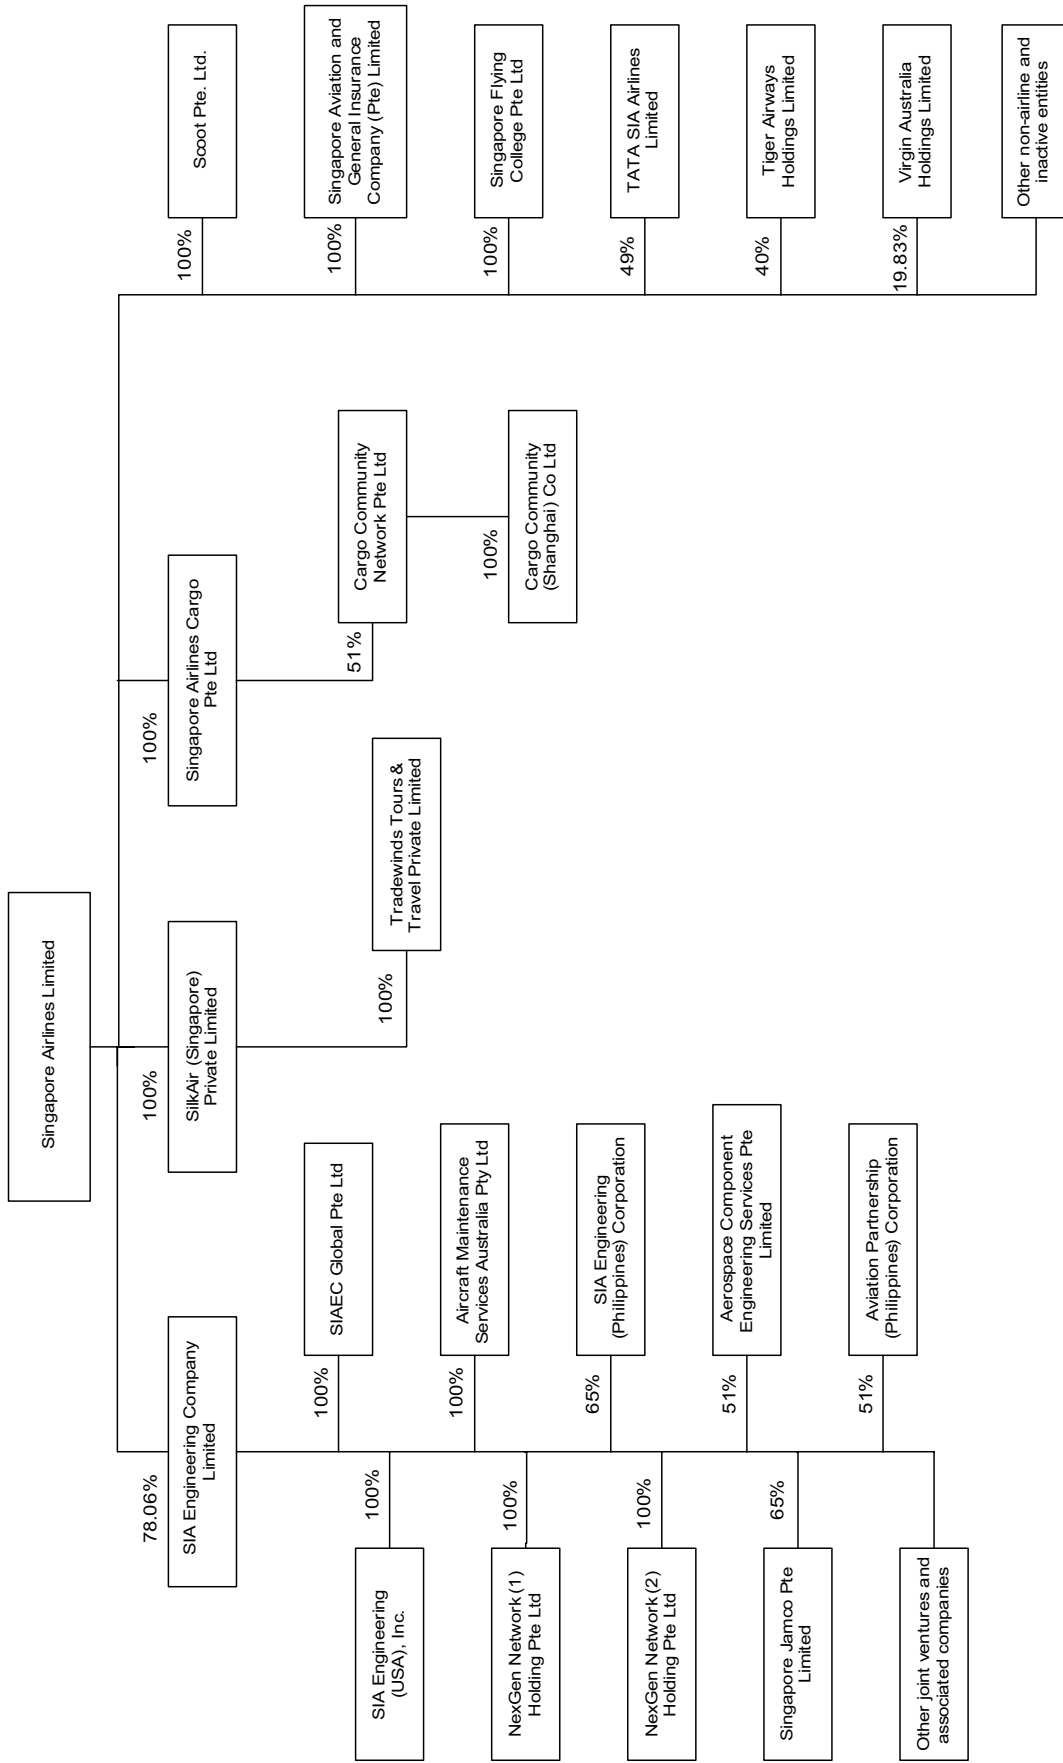 Singapore Airlines Limited
78.06%
SIA Engineering Company
Limited
100%
SilkAir (Singapore)
Private Limited
100%
Singapore Airlines Cargo
Pte Ltd
100%
SIAEC Global Pte Ltd
100%
Aircraft Maintenance
Services Australia Pty Ltd
65%
SIA Engineering
(Philippines) Corporation
51%
Aerospace Component
Engineering Services Pte
Limited
51%
Aviation Partnership
(Philippines) Corporation
100%
SIA Engineering
(USA), Inc.
100%
NexGen Network (1)
Holding Pte Ltd
100%
NexGen Network (2)
Holding Pte Ltd
65%
Singapore Jamco Pte
Limited
Other joint ventures and
associated companies
100%
Tradewinds Tours &
Travel Private Limited
51%
Cargo Community
Network Pte Ltd
100%
Cargo Community
(Shanghai) Co Ltd
100%
Scoot Pte. Ltd.
100%
Singapore Aviation and
General Insurance
Company (Pte) Limited
100%
Singapore Flying
College Pte Ltd
49%
TATA SIA Airlines
Limited
40%
Tiger Airways
Holdings Limited
19.83%
Virgin Australia
Holdings Limited
Other non-airline and
inactive entities